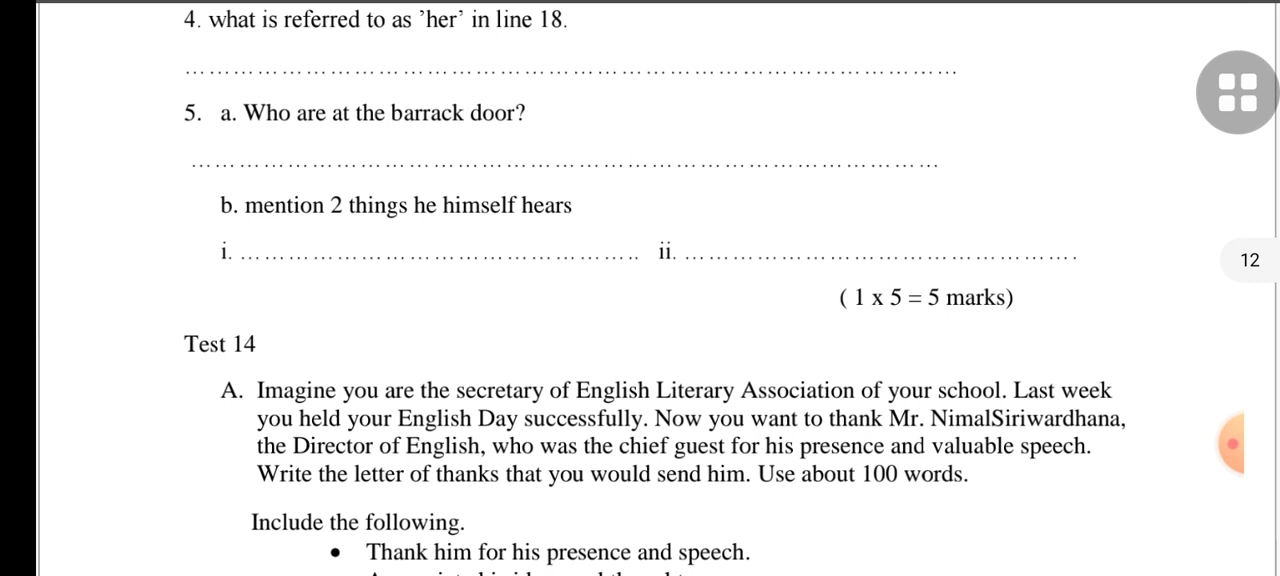 4. what is referred to as ’her’ in line 18.
……………………………………………………………………………………
5. a. Who are at the barrack door?
…………………………………………………………………………………
b. mention 2 things he himself hears
i. ………………………………………….. ii. ………………………………………….
( 1 x 5 = 5 marks)
12
Test 14
A. Imagine you are the secretary of English Literary Association of your school. Last week
you held your English Day successfully. Now you want to thank Mr. NimalSiriwardhana,
the Director of English, who was the chief guest for his presence and valuable speech.
Write the letter of thanks that you would send him. Use about 100 words.
Include the following.
• Thank him for his presence and speech.